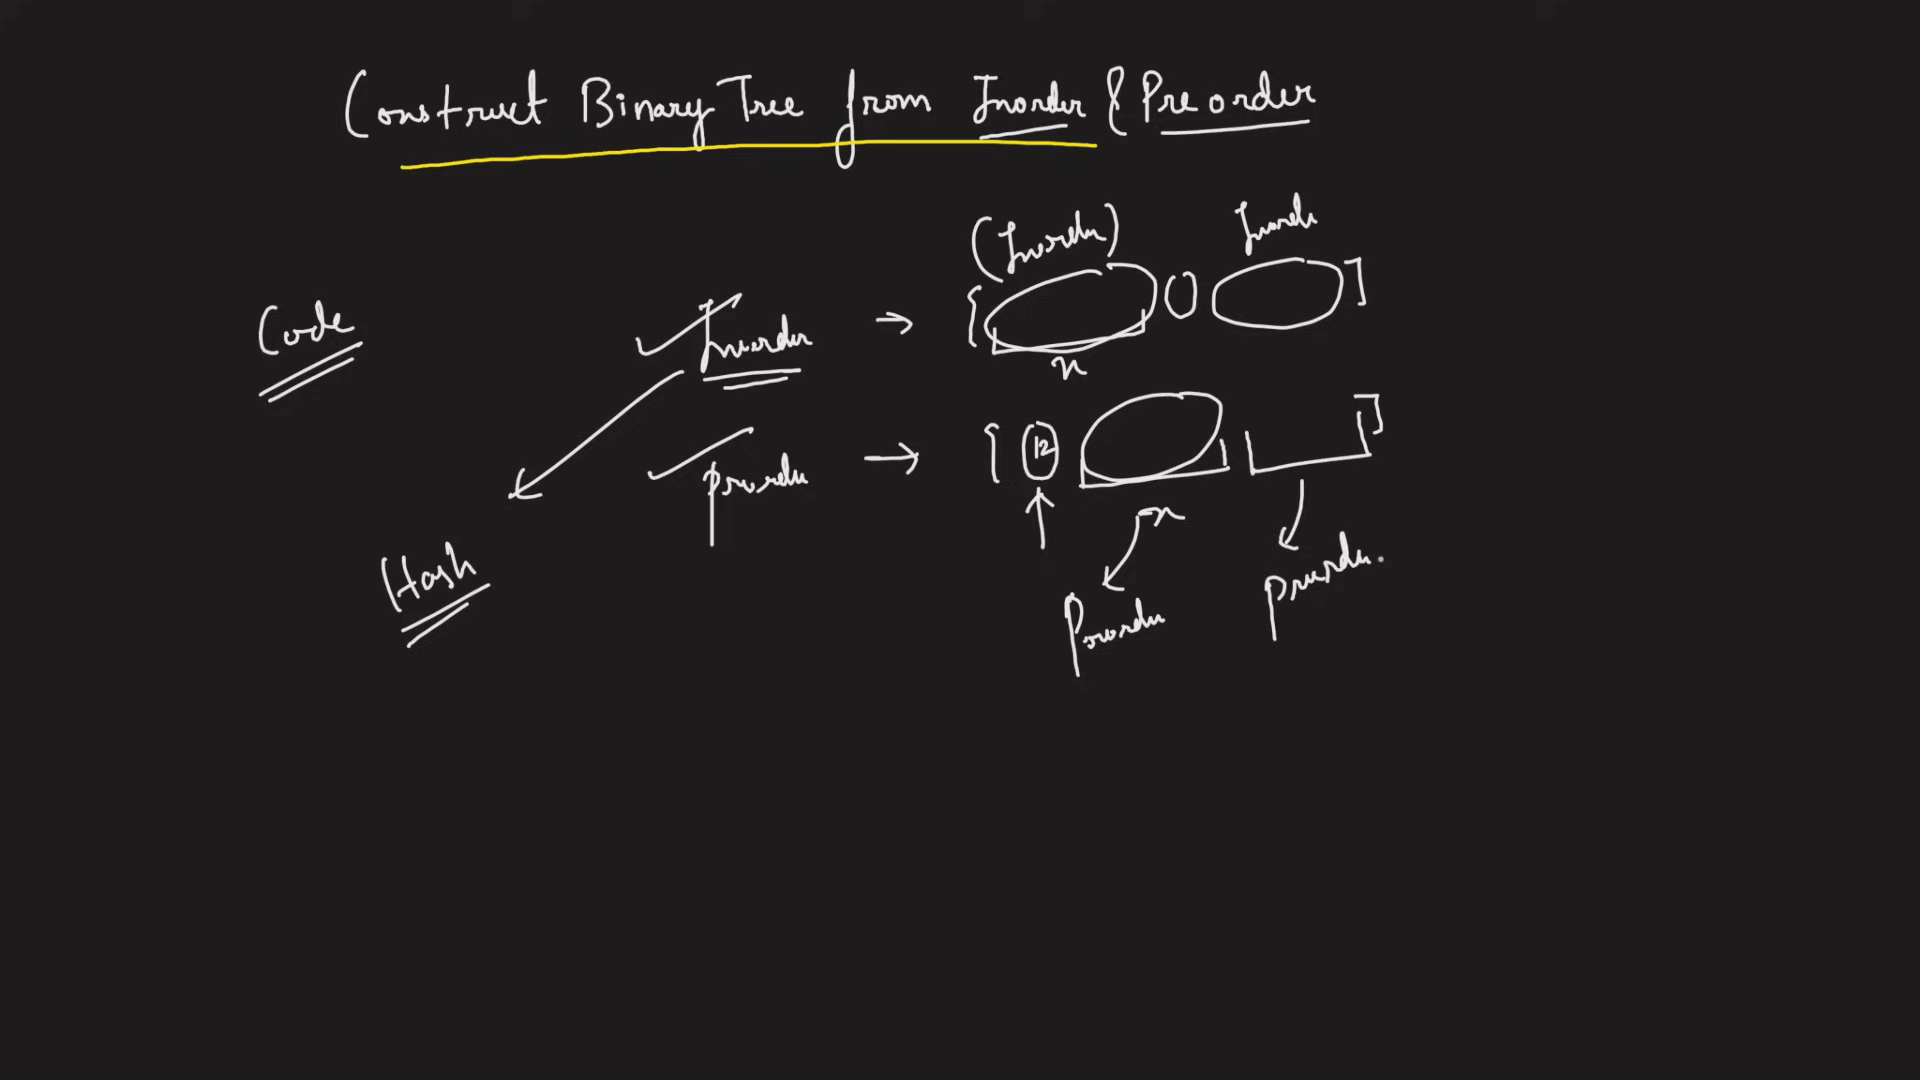 Construct Binary Tree from Inorder & Preorder
(Inorder) Inorder
Code
Inorder → [ ]
n
Preorder → [ 12 ]
n
Hash
Preorder
Preorder